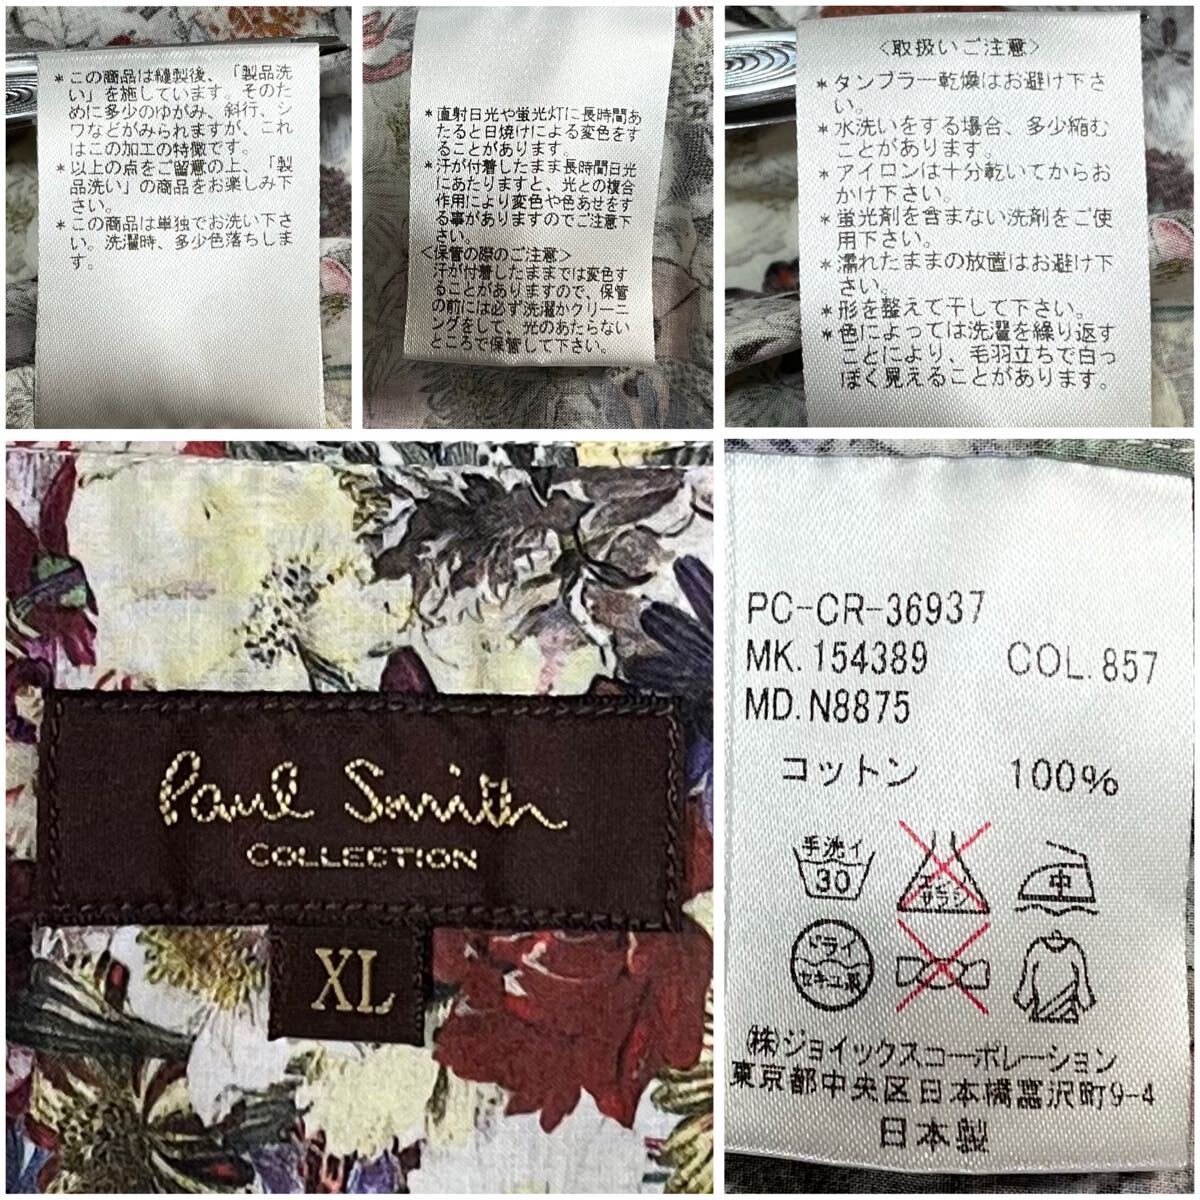 ＊この商品は縫製後、「製品洗
い」を施しています。そのた
めに多少のゆがみ、斜行、シ
ワなどがみられますが、これ
はこの加工の特徴です。
＊以上の点をご留意の上、「製
品洗い」の商品をお楽しみ下
さい。
＊この商品は単独でお洗い下さ
い。洗濯時、多少色落ちしま
す。
＊直射日光や蛍光灯に長時間あ
たると日焼けによる変色をす
ることがあります。
＊汗が付着したまま長時間日光
にあたりますと、光との複合
作用により変色や色あせをす
る事がありますのでご注意下
さい。
<保管の際のご注意>
汗が付着したままでは変色す
ることがありますので、保管
の前には必ず洗濯かクリーニ
ングをして、光のあたらない
ところで保管して下さい。
<取扱いご注意>
＊タンブラー乾燥はお避け下さ
い。
＊水洗いをする場合、多少縮む
ことがあります。
＊アイロンは十分乾いてからお
かけ下さい。
＊蛍光剤を含まない洗剤をご使
用下さい。
＊濡れたままの放置はお避け下
さい。
＊形を整えて干して下さい。
＊色によっては洗濯を繰り返す
ことにより、毛羽立ちで白っ
ぽく見えることがあります。
Paul Smith
COLLECTION
XL
PC-CR-36937
MK. 154389 COL. 857
MD. N8875
コットン 100%
手洗イ
30
エンソ
サラシ
中
ドライ
セキユ系
(株)ジョイックスコーポレーション
東京都中央区日本橋富沢町9-4
日本製